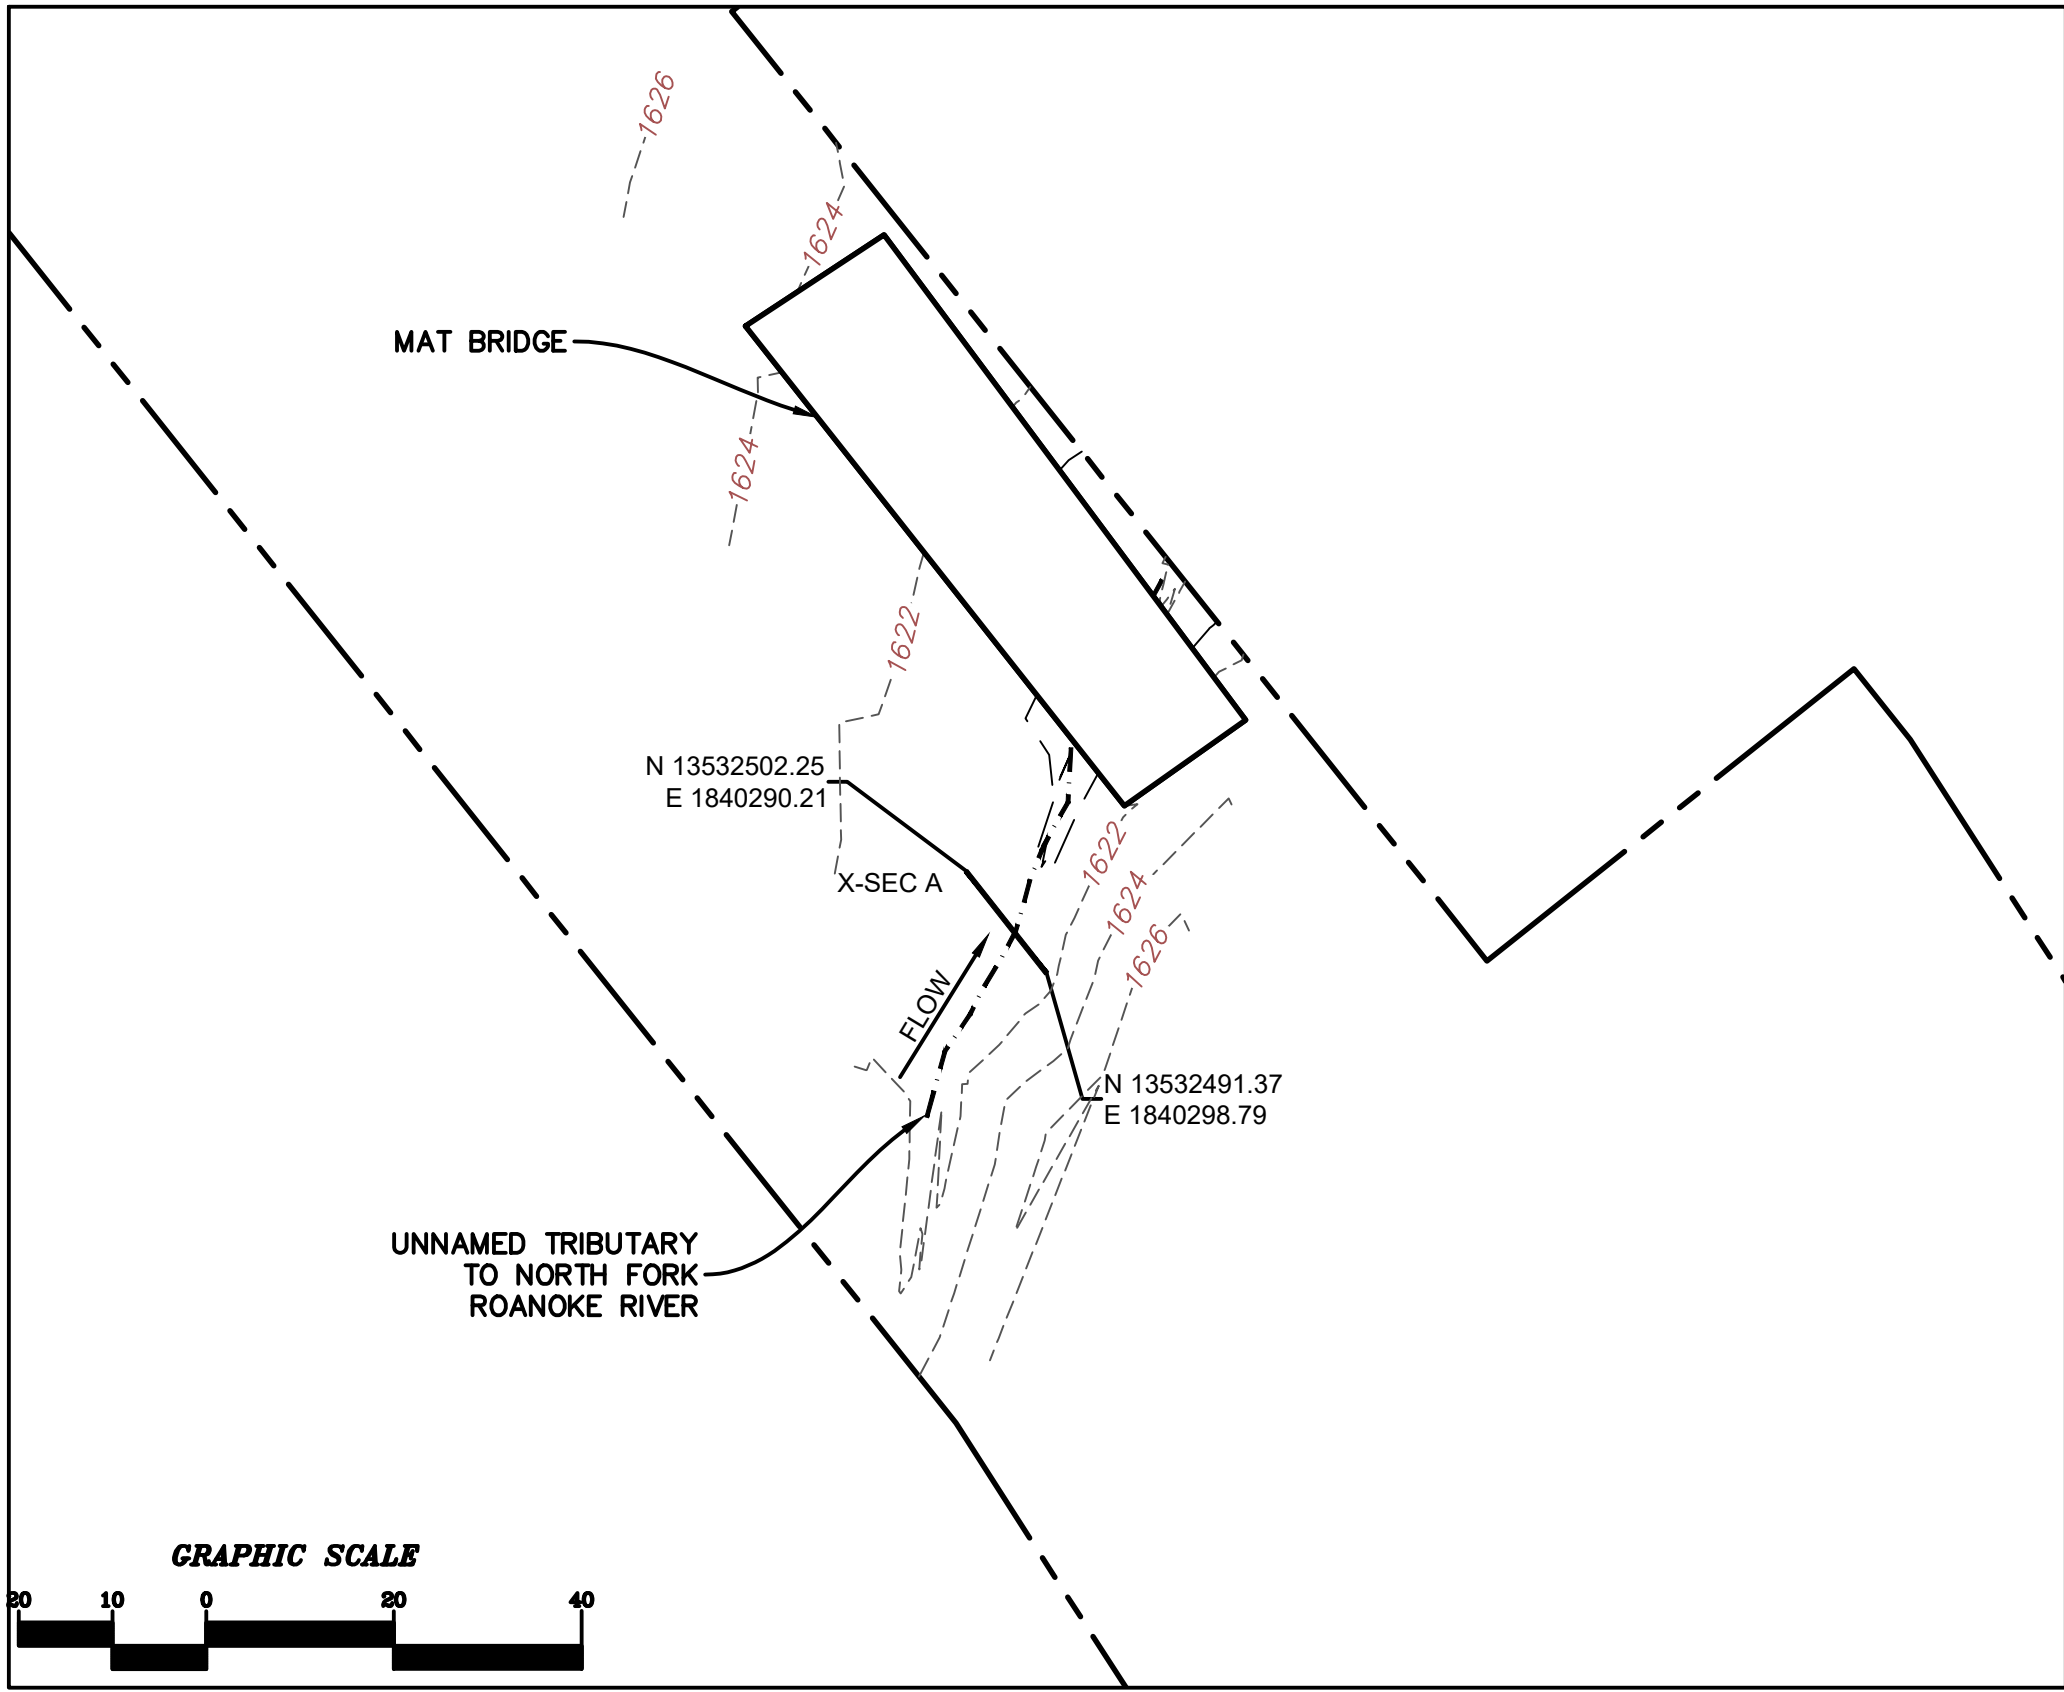 1626
1624
MAT BRIDGE
1624
1622
N 13532502.25
E 1840290.21
X-SEC A
1622
1624
1626
FLOW
N 13532491.37
E 1840298.79
UNNAMED TRIBUTARY
TO NORTH FORK
ROANOKE RIVER
GRAPHIC SCALE
20 10 0 20 40